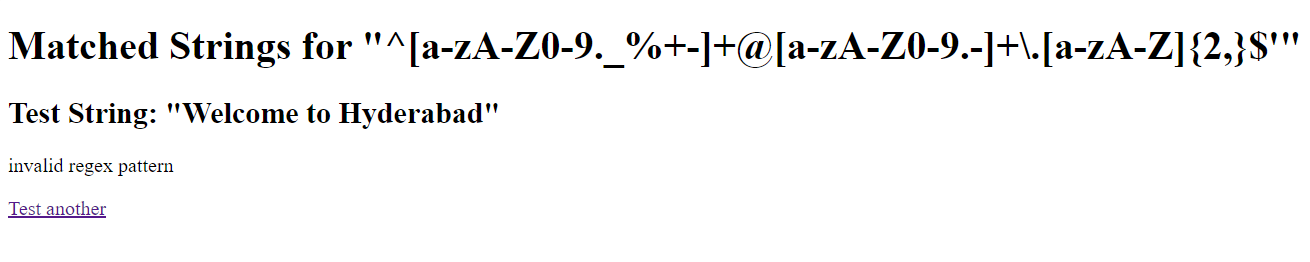 Matched Strings for "^[a-zA-Z0-9._%+-]+@[a-zA-Z0-9.-]+\.[a-zA-Z]{2,}$'"
Test String: "Welcome to Hyderabad"
invalid regex pattern
Test another